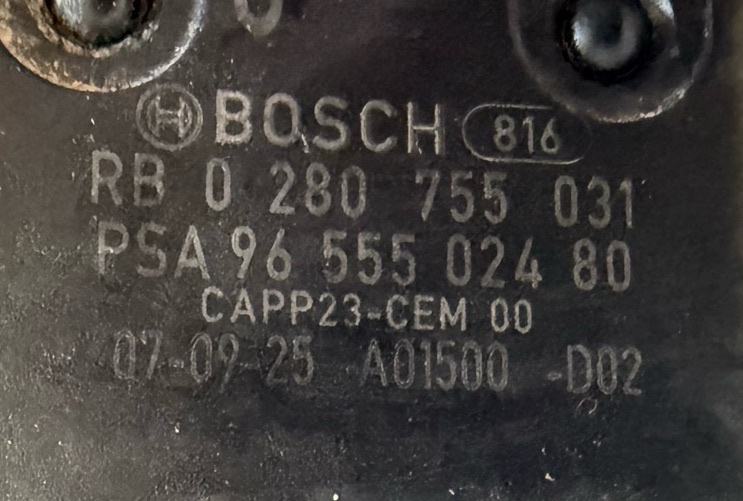 BOSCH 816
RB 0 280 755 031
PSA 96 555 024 80
CAPP23-CEM 00
07-09-25 A01500 -D02